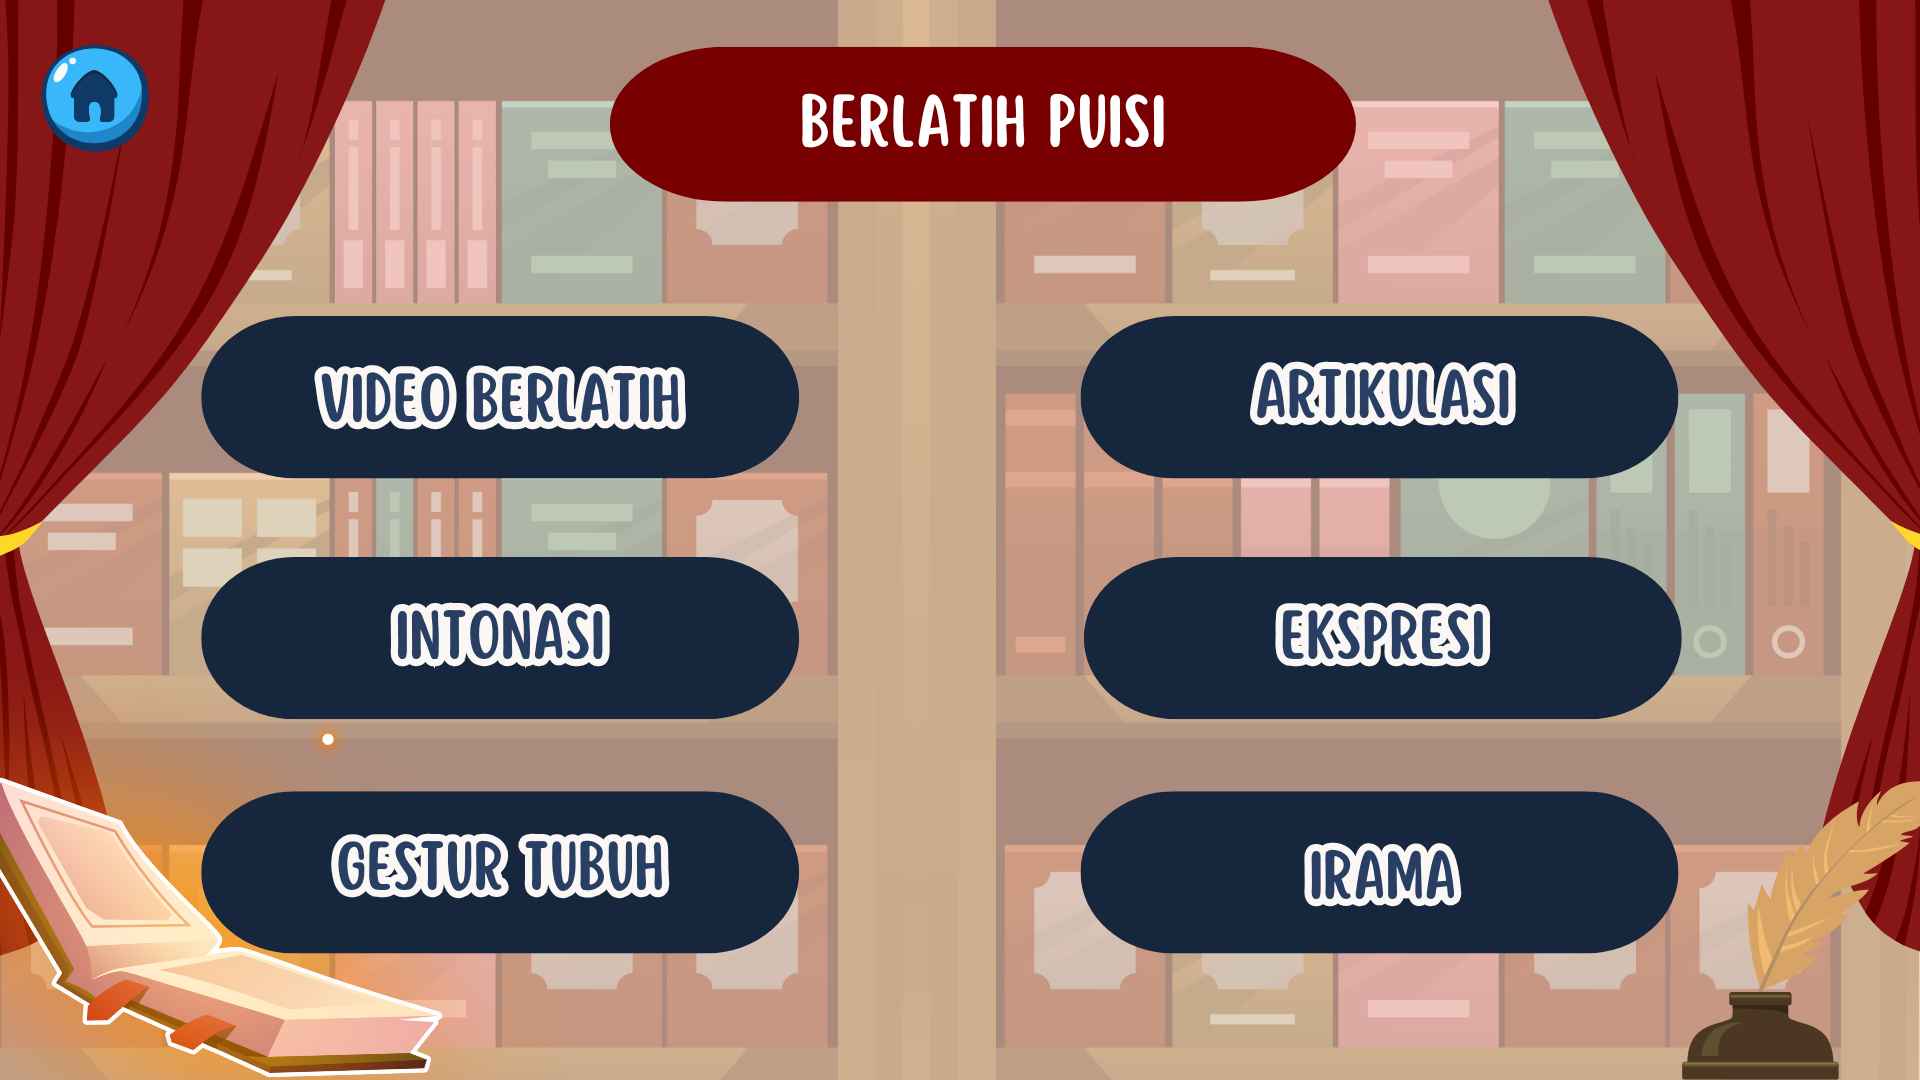 BERLATIH PUISI
VIDEO BERLATIH
ARTIKULASI
INTONASI
EKSPRESI
GESTUR TUBUH
IRAMA